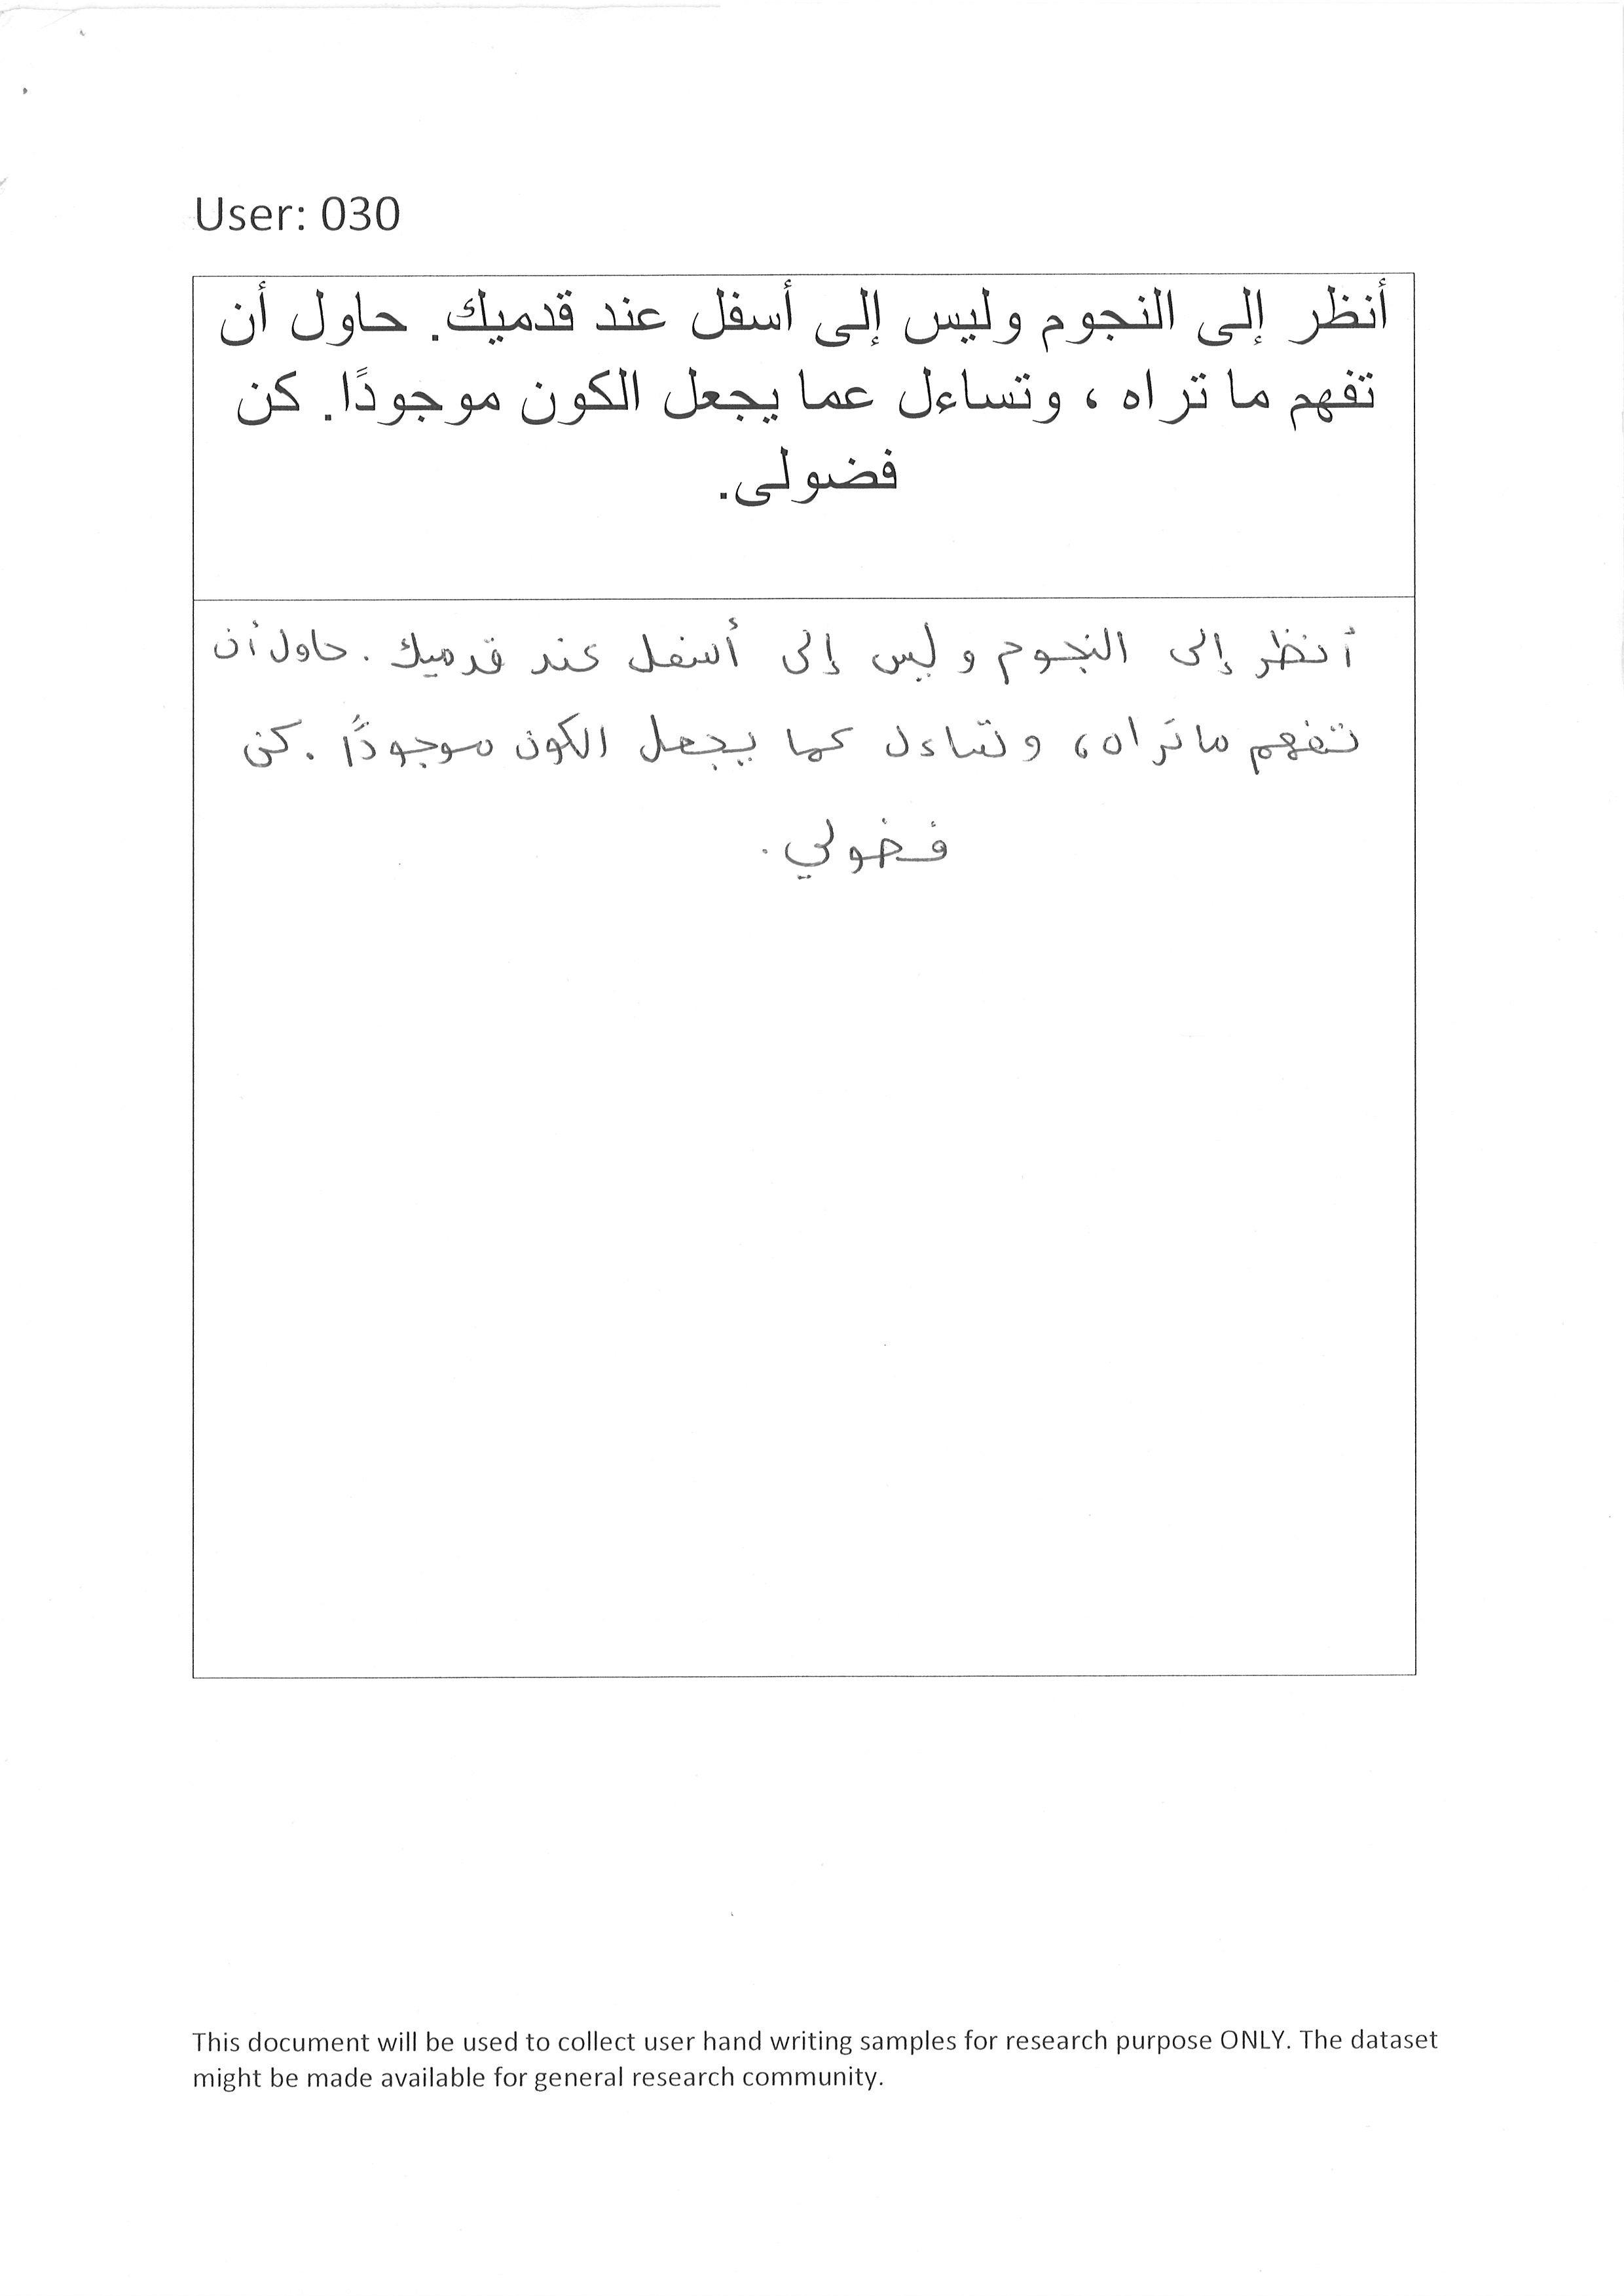 User: 030
أنظر إلى النجوم وليس إلى أسفل عند قدميك. حاول أن
تفهم ما تراه ، وتساءل عما يجعل الكون موجودًا. كن
فضولى.
أنظر إلى النجوم وليس إلى أسفل عند قدميك. حاول أن
تفهم ما تراه، وتساءل عما يجعل الكون موجودًا. كن
فضولي.
This document will be used to collect user hand writing samples for research purpose ONLY. The dataset
might be made available for general research community.